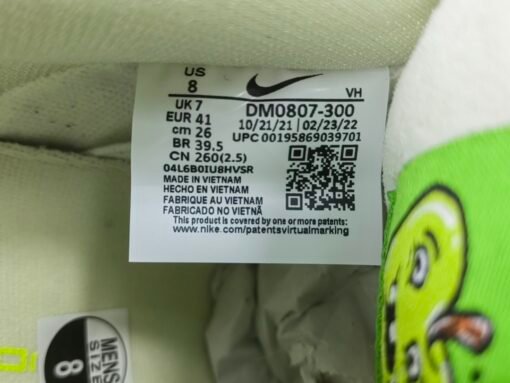 US
8
VH
UK 7
EUR 41
cm 26
BR 39.5
CN 260(2.5)
DM0807-300
10/21/21 | 02/23/22
UPC 00195869039701
04L6B0IU8HVSR
MADE IN VIETNAM
HECHO EN VIETNAM
FABRIQUE AU VIETNAM
FABRICADO NO VIETNÃ
This product is covered by one or more patents:
www.nike.com/patentsvirtualmarking
MENS
SIZE
8